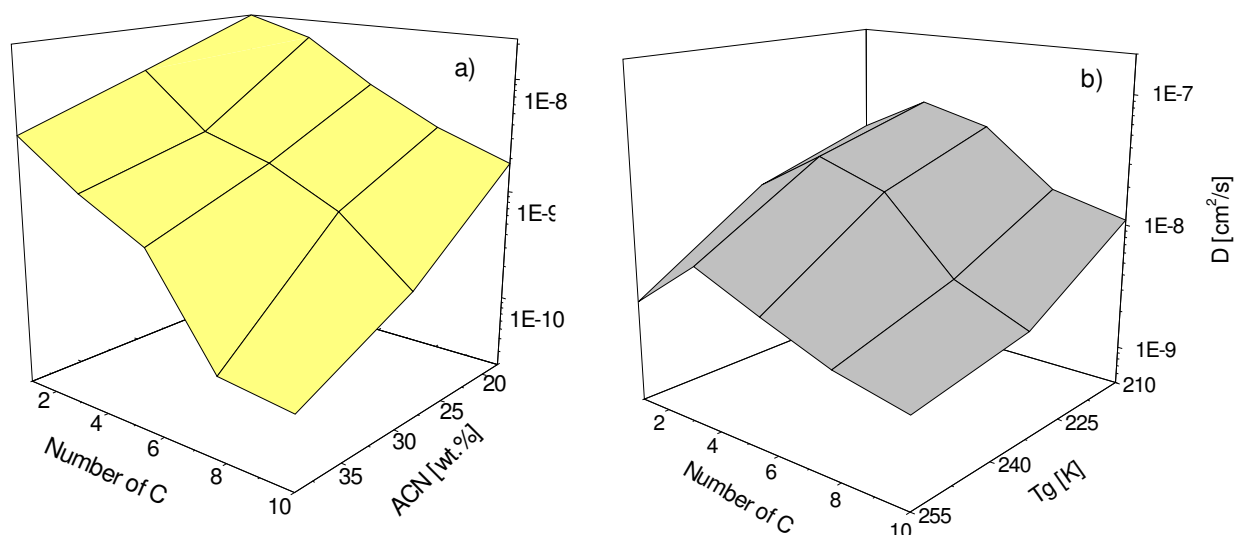 a)
1E-8
1E-9
1E-10
2
4
6
8
10
Number of C
35
30
25
20
ACN [wt.%]
b)
1E-7
1E-8
1E-9
D [cm²/s]
2
4
6
8
10
Number of C
255
240
225
210
Tg [K]